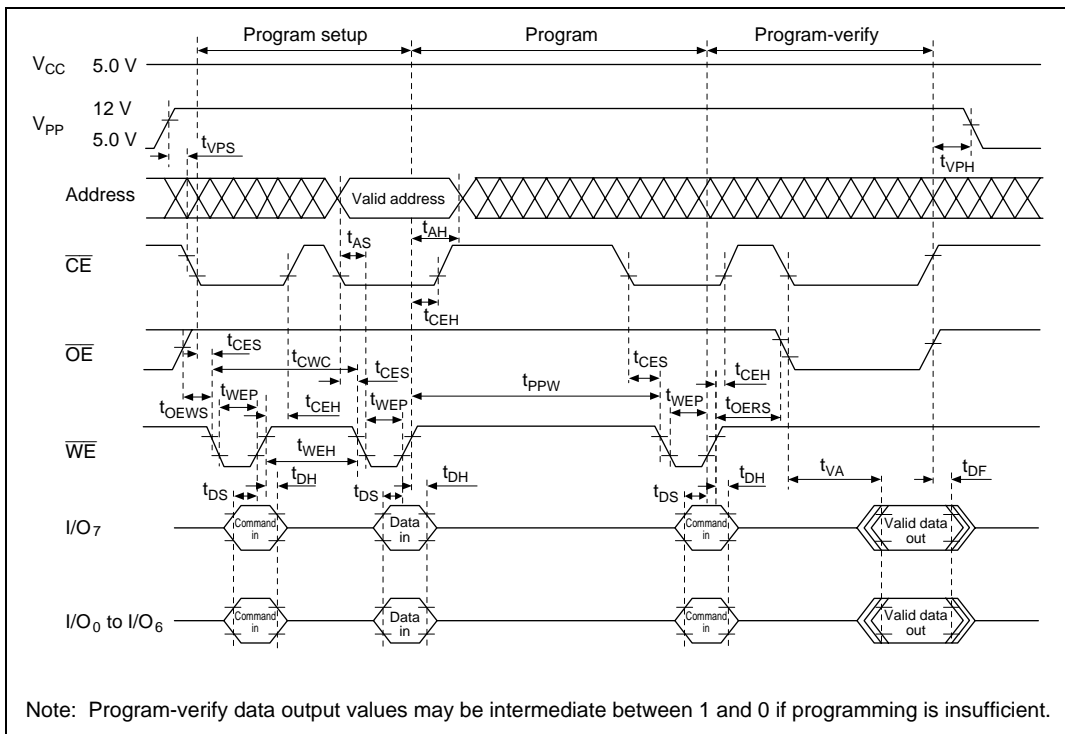 Program setup Program Program-verify
VCC 5.0 V
12 V
VPP
5.0 V
tVPS
tVPH
Address Valid address
tAH
tAS
CE
tCEH
OE
tCES
tCWC
tCES
tCES
tCEH
tPPW
tWEP
tOEWS
tCEH
tWEP
tWEP
tOERS
WE
tWEH
tVA
tDH
tDS
tDH
tDS
tDH
tDS
tDF
I/O7 Command in Data in Command in Valid data out
I/O0 to I/O6 Command in Data in Command in Valid data out
Note: Program-verify data output values may be intermediate between 1 and 0 if programming is insufficient.